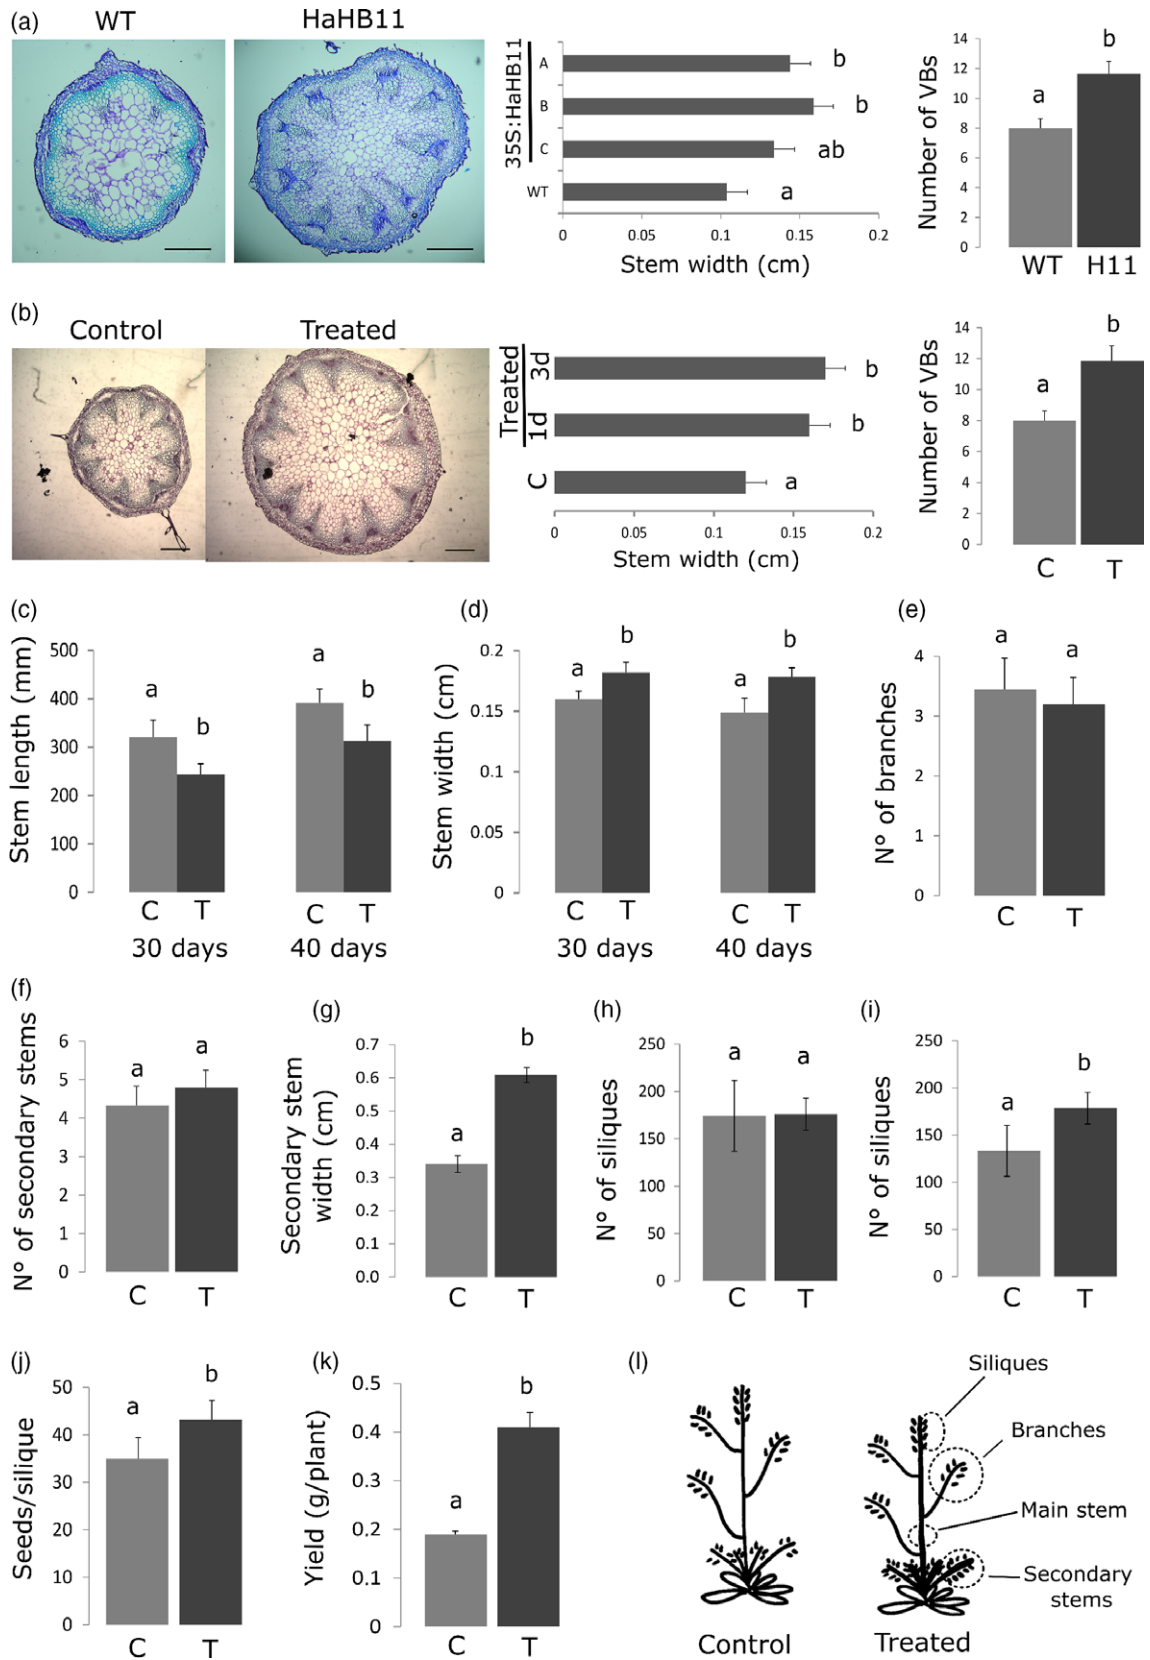 (a)
WT
HaHB11
35S:HaHB11
A
B
C
WT
b
b
ab
a
0 0.05 0.1 0.15 0.2
Stem width (cm)
Number of VBs
14
12
10
8
6
4
2
0
a
b
WT H11
(b)
Control
Treated
Treated
3d
1d
C
b
b
a
0 0.05 0.1 0.15 0.2
Stem width (cm)
Number of VBs
14
12
10
8
6
4
2
0
a
b
C T
(c)
Stem length (mm)
500
400
300
200
100
0
a
b
a
b
C T C T
30 days 40 days
(d)
Stem width (cm)
0.2
0.15
0.1
0.05
0
a
b
a
b
C T C T
30 days 40 days
(e)
N° of branches
4
3
2
1
0
a
a
C T
(f)
N° of secondary stems
6
5
4
3
2
1
0
a
a
C T
(g)
Secondary stem
width (cm)
0.7
0.6
0.5
0.4
0.3
0.2
0.1
0.0
a
b
C T
(h)
N° of siliques
250
200
150
100
50
0
a
a
C T
(i)
N° of siliques
250
200
150
100
50
0
a
b
C T
(j)
Seeds/silique
50
40
30
20
10
0
a
b
C T
(k)
Yield (g/plant)
0.5
0.4
0.3
0.2
0.1
0
a
b
C T
(l)
Siliques
Branches
Main stem
Secondary
stems
Control
Treated